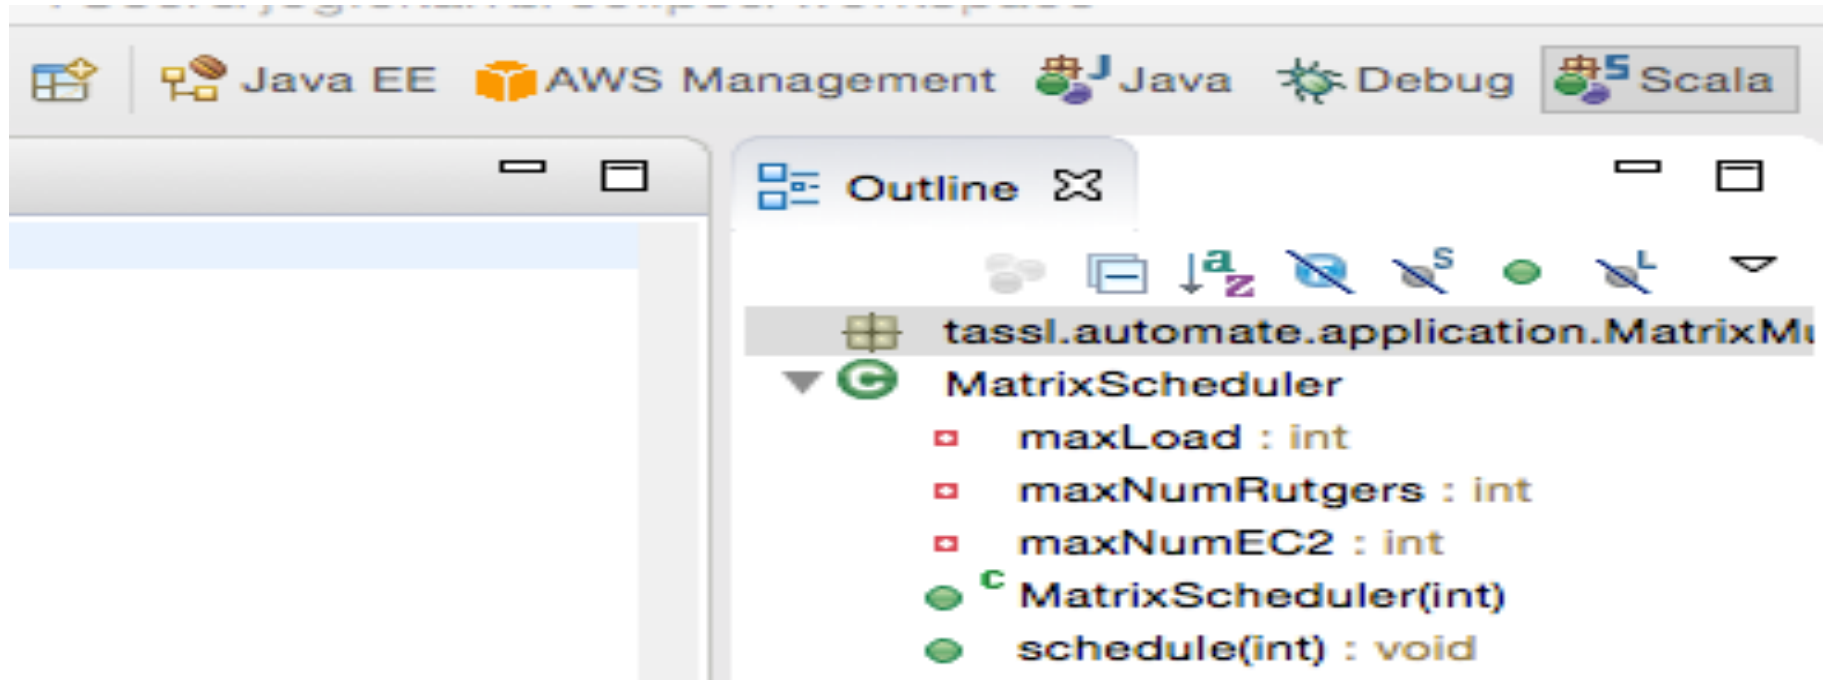 Java EE AWS Management Java Debug Scala
Outline
tassl.automate.application.MatrixMu
MatrixScheduler
maxLoad : int
maxNumRutgers : int
maxNumEC2 : int
MatrixScheduler(int)
schedule(int) : void